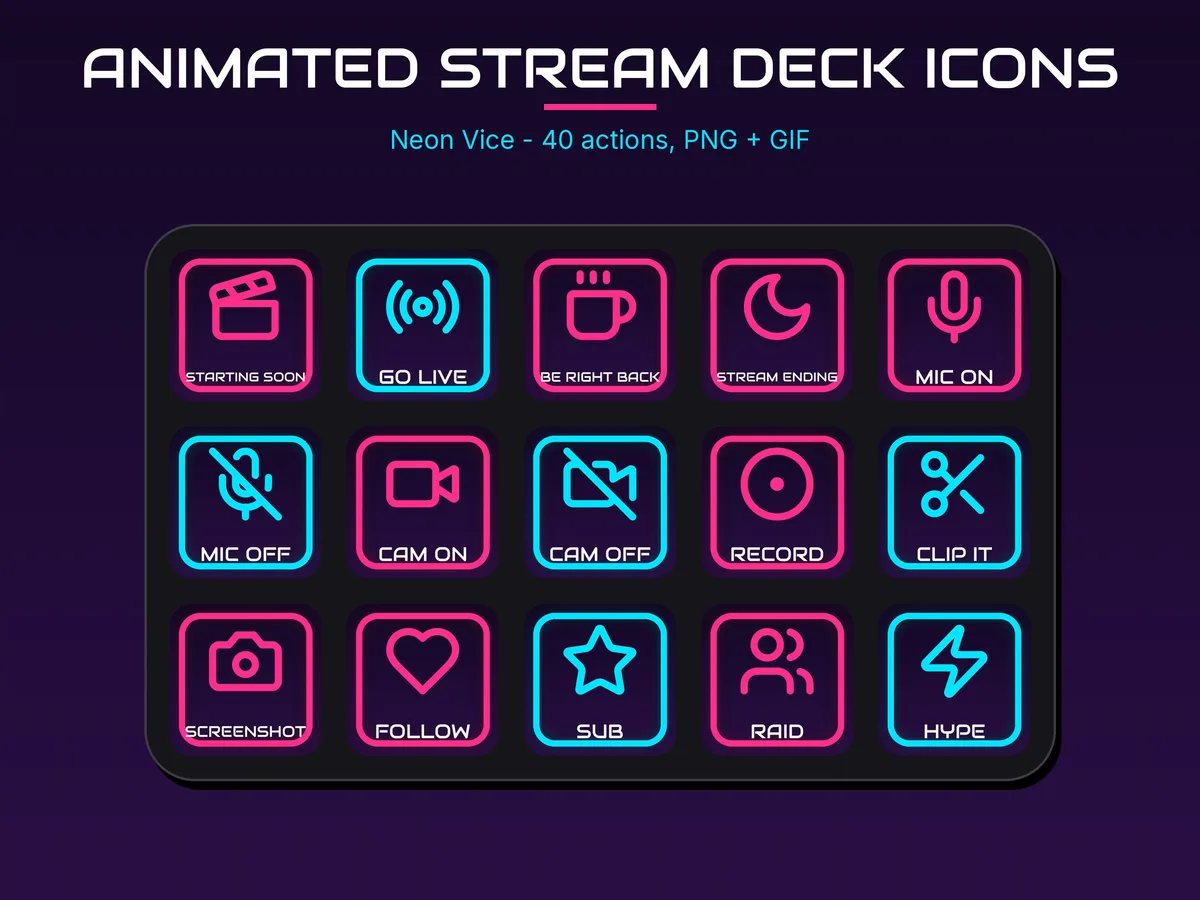 ANIMATED STREAM DECK ICONS
Neon Vice - 40 actions, PNG + GIF
STARTING SOON
GO LIVE
BE RIGHT BACK
STREAM ENDING
MIC ON
MIC OFF
CAM ON
CAM OFF
RECORD
CLIP IT
SCREENSHOT
FOLLOW
SUB
RAID
HYPE